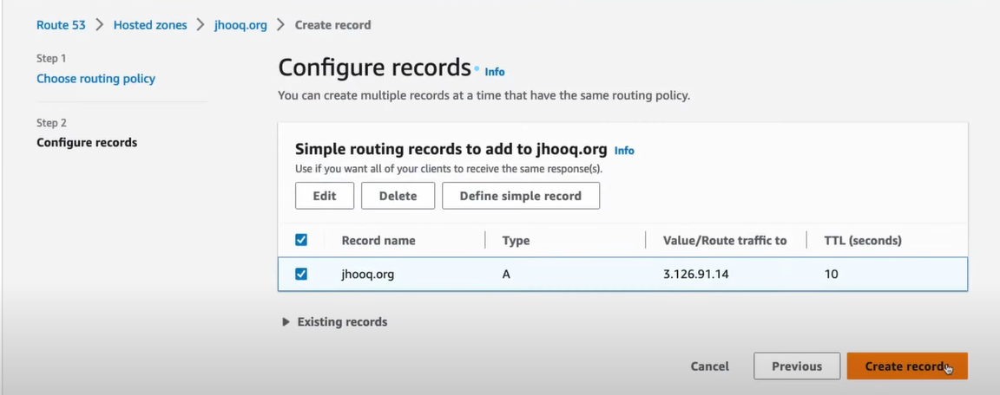 Route 53 > Hosted zones > jhooq.org > Create record
Step 1
Choose routing policy
Step 2
Configure records
Configure records Info
You can create multiple records at a time that have the same routing policy.
Simple routing records to add to jhooq.org Info
Use if you want all of your clients to receive the same response(s).
Edit Delete Define simple record
Record name Type Value/Route traffic to TTL (seconds)
jhooq.org A 3.126.91.14 10
Existing records
Cancel Previous Create records